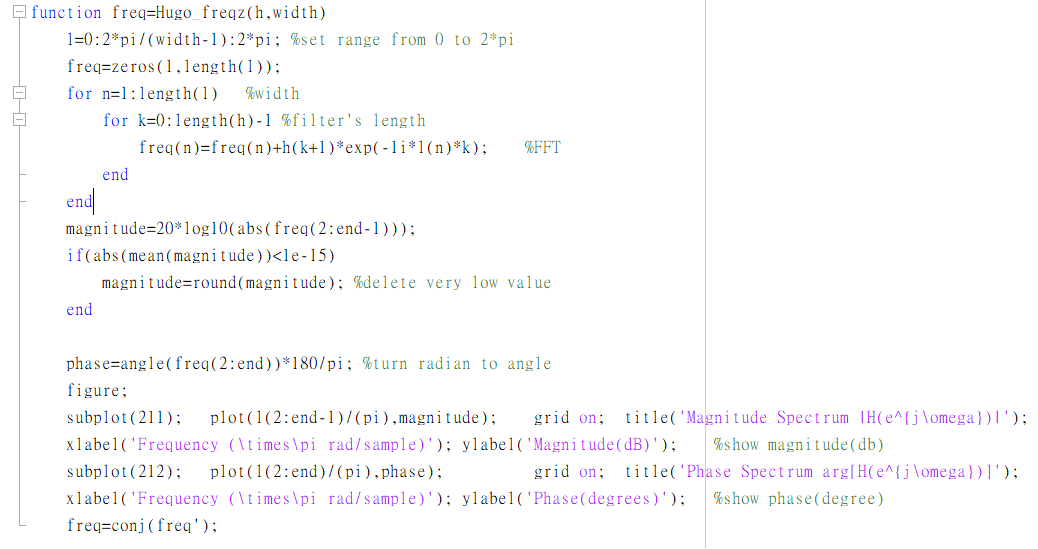 function freq=Hugo_freqz(h,width)
l=0:2*pi/(width-1):2*pi; %set range from 0 to 2*pi
freq=zeros(1,length(l));
for n=1:length(l) %width
for k=0:length(h)-1 %filter's length
freq(n)=freq(n)+h(k+1)*exp(-1i*l(n)*k); %FFT
end
end
magnitude=20*log10(abs(freq(2:end-1)));
if(abs(mean(magnitude))<1e-15)
magnitude=round(magnitude); %delete very low value
end
phase=angle(freq(2:end))*180/pi; %turn radian to angle
figure;
subplot(211); plot(l(2:end-1)/(pi),magnitude); grid on; title('Magnitude Spectrum |H(e^{j\omega})|');
xlabel('Frequency (\times\pi rad/sample)'); ylabel('Magnitude(dB)'); %show magnitude(db)
subplot(212); plot(l(2:end)/(pi),phase); grid on; title('Phase Spectrum arg[H(e^{j\omega})]');
xlabel('Frequency (\times\pi rad/sample)'); ylabel('Phase(degrees)'); %show phase(degree)
freq=conj(freq');